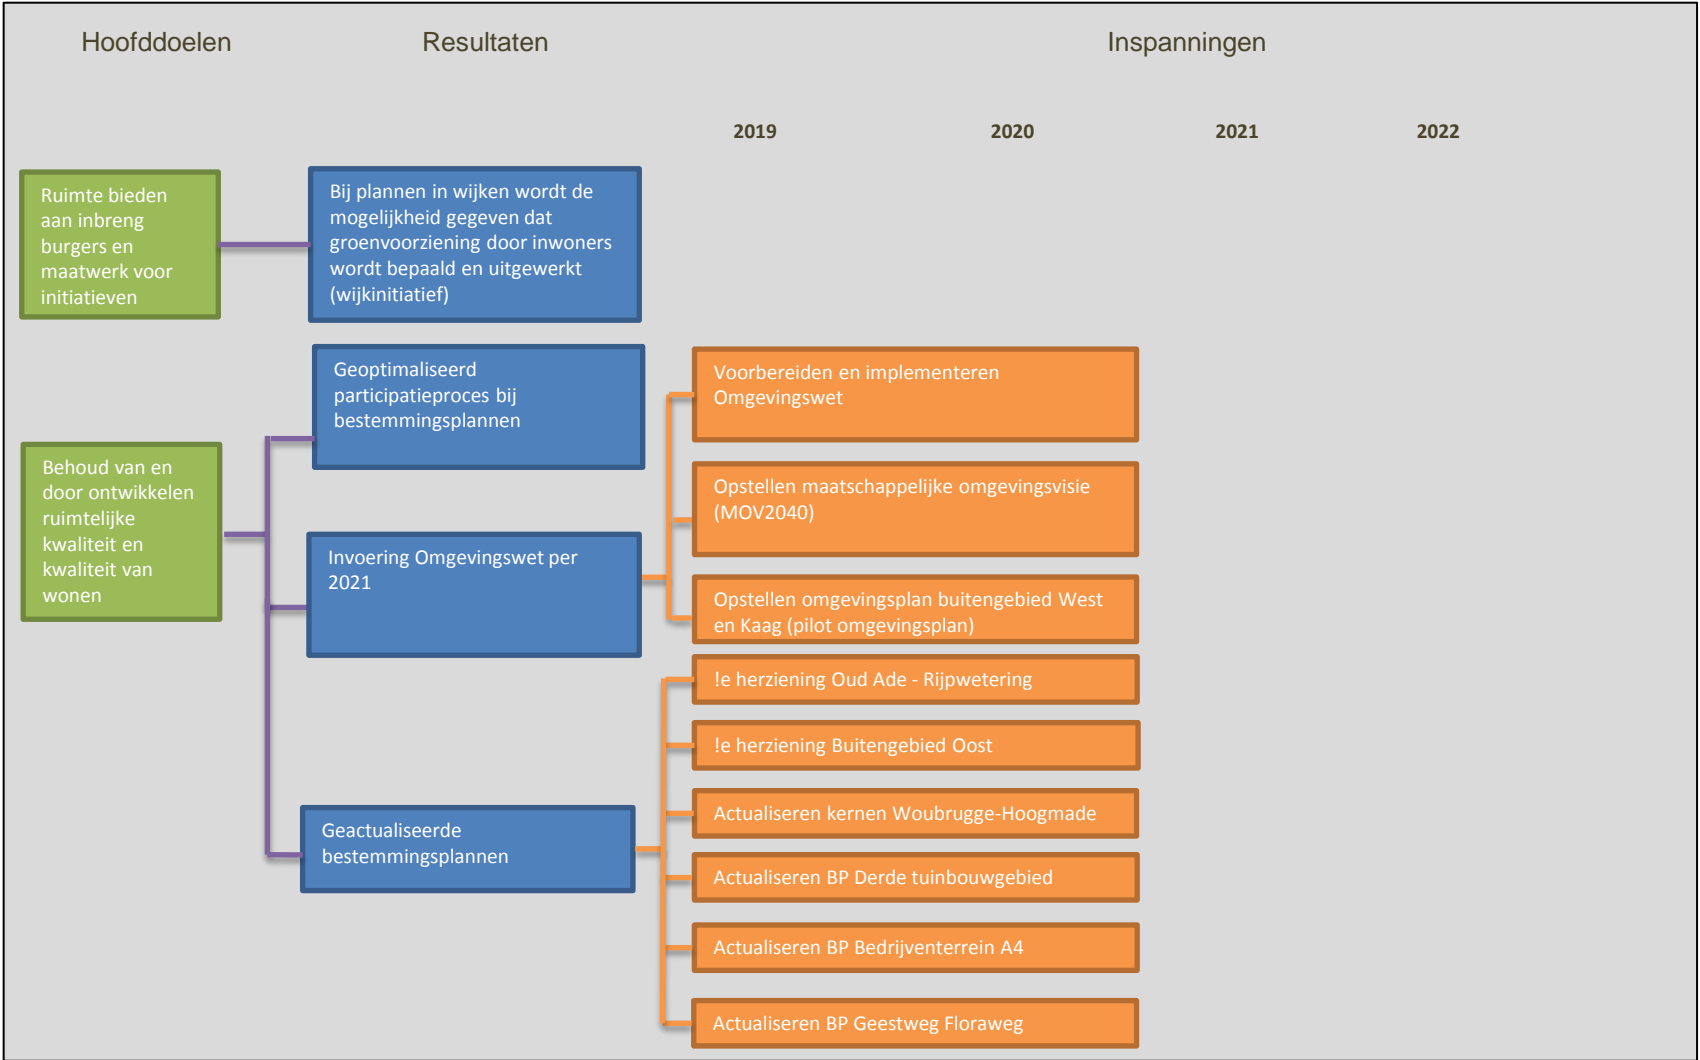 Hoofddoelen
Resultaten
Inspanningen
2019
2020
2021
2022
Ruimte bieden
aan inbreng
burgers en
maatwerk voor
initiatieven
Bij plannen in wijken wordt de
mogelijkheid gegeven dat
groenvoorziening door inwoners
wordt bepaald en uitgewerkt
(wijkinitiatief)
Behoud van en
door ontwikkelen
ruimtelijke
kwaliteit en
kwaliteit van
wonen
Geoptimaliseerd
participatieproces bij
bestemmingsplannen
Invoering Omgevingswet per
2021
Voorbereiden en implementeren
Omgevingswet
Opstellen maatschappelijke omgevingsvisie
(MOV2040)
Opstellen omgevingsplan buitengebied West
en Kaag (pilot omgevingsplan)
Geactualiseerde
bestemmingsplannen
!e herziening Oud Ade - Rijpwetering
!e herziening Buitengebied Oost
Actualiseren kernen Woubrugge-Hoogmade
Actualiseren BP Derde tuinbouwgebied
Actualiseren BP Bedrijventerrein A4
Actualiseren BP Geestweg Floraweg